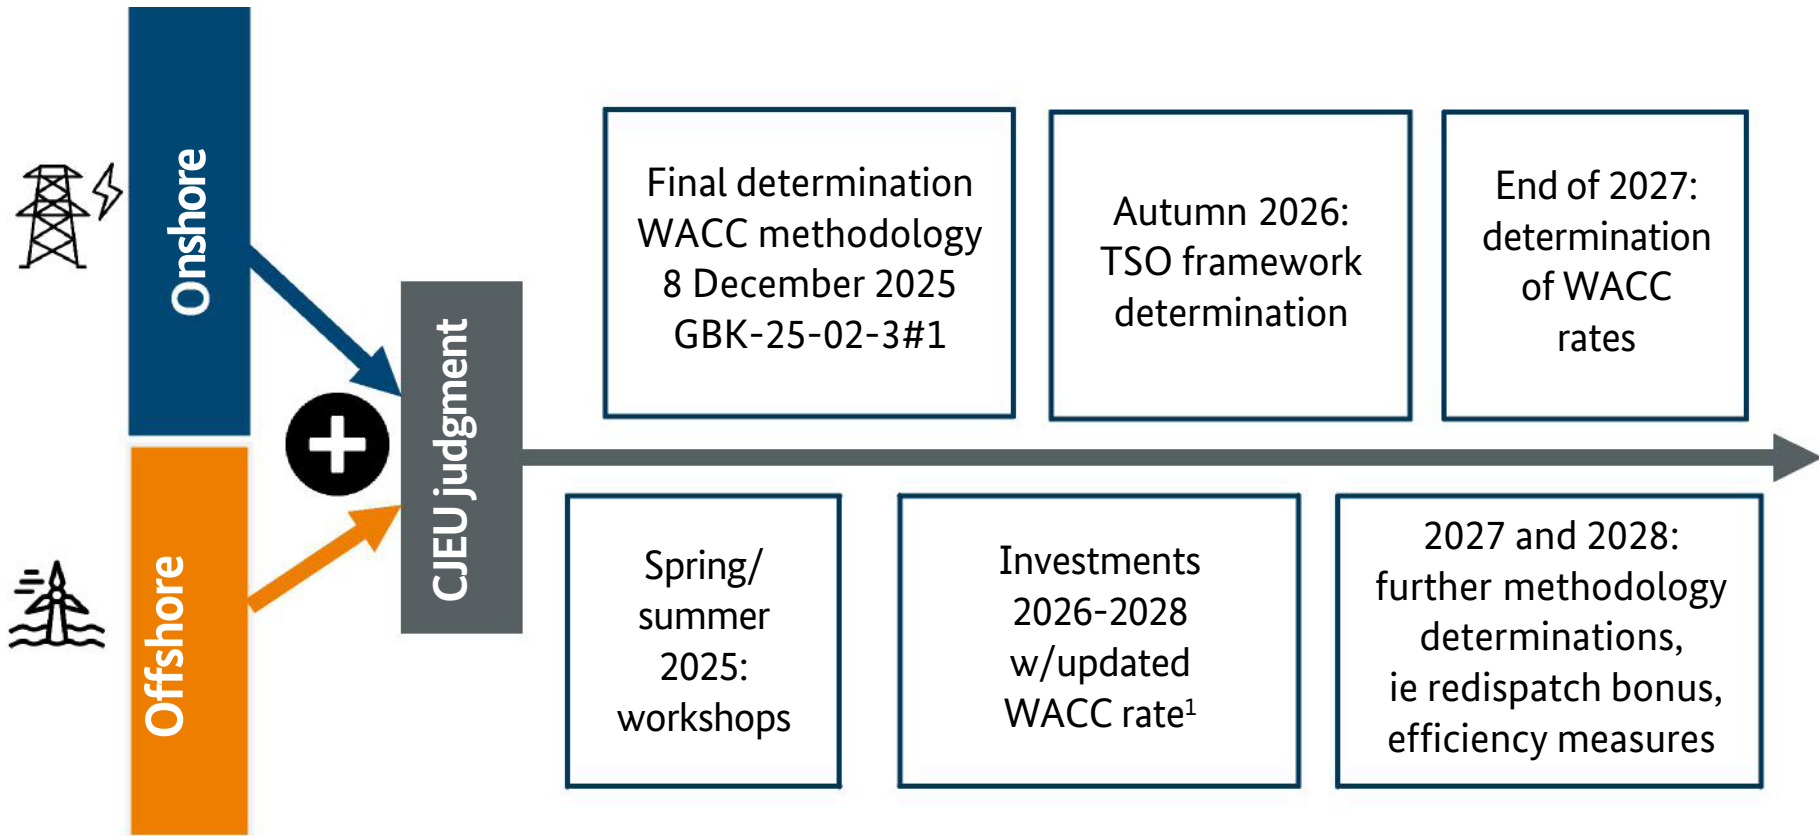 Onshore
Offshore
CJEU judgment
Final determination
WACC methodology
8 December 2025
GBK-25-02-3#1
Autumn 2026:
TSO framework
determination
End of 2027:
determination
of WACC
rates
Spring/
summer
2025:
workshops
Investments
2026-2028
w/updated
WACC rate¹
2027 and 2028:
further methodology
determinations,
ie redispatch bonus,
efficiency measures